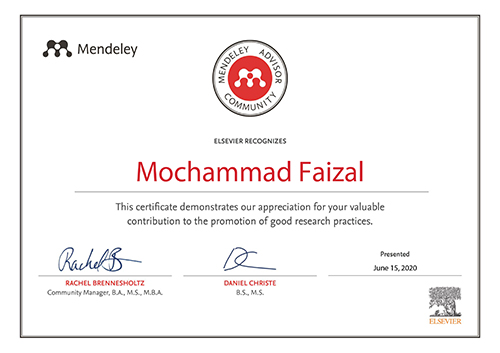 Mendeley
MENDELEY ADVISOR
COMMUNITY
ELSEVIER RECOGNIZES
Mochammad Faizal
This certificate demonstrates our appreciation for your valuable
contribution to the promotion of good research practices.
Rachel B
RACHEL BRENNESHOLTZ
Community Manager, B.A., M.S., M.B.A.
DANIEL CHRISTE
B.S., M.S.
Presented
June 15, 2020
ELSEVIER